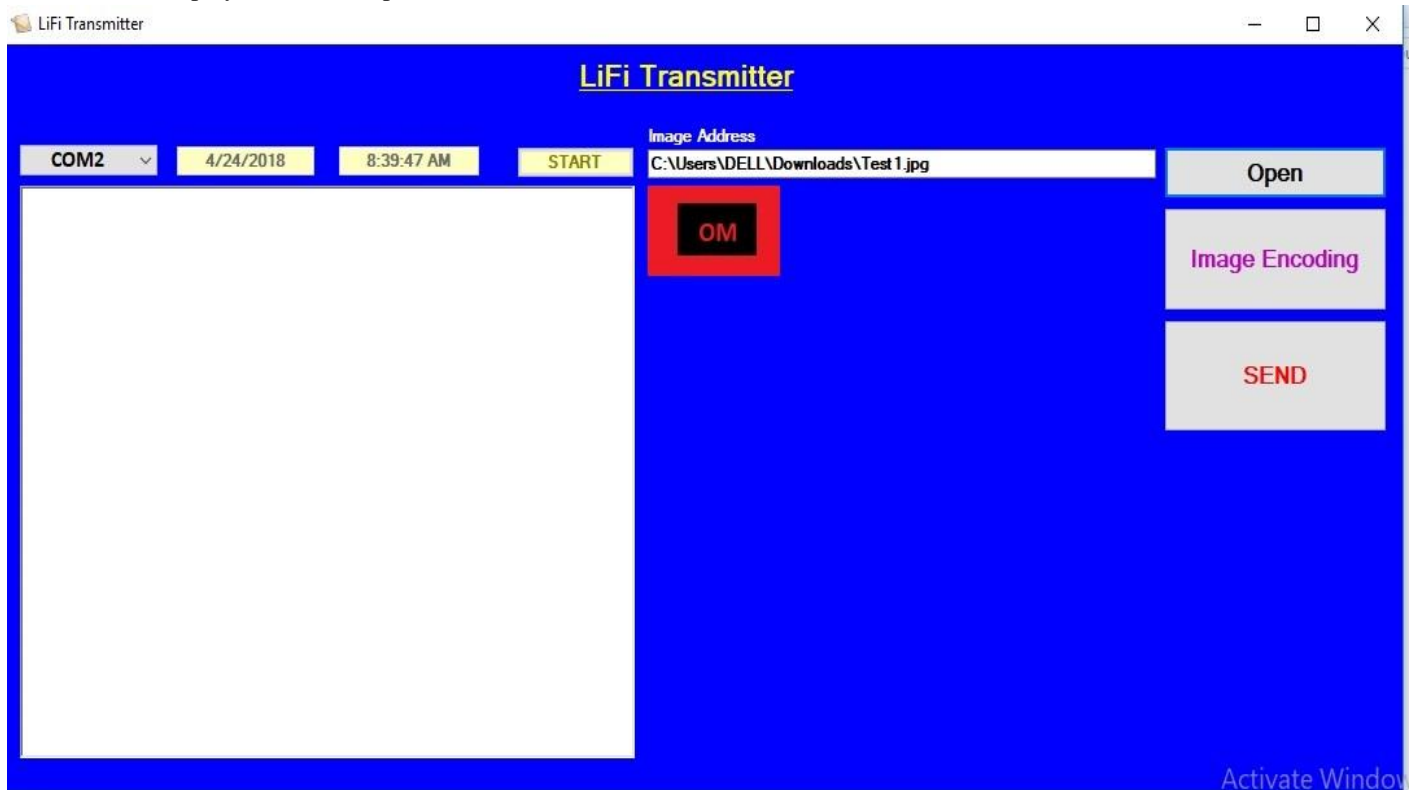 LiFi Transmitter
LiFi Transmitter
Image Address
COM2 4/24/2018 8:39:47 AM START C:\Users\DELL\Downloads\Test1.jpg Open
OM
Image Encoding
SEND
Activate Window